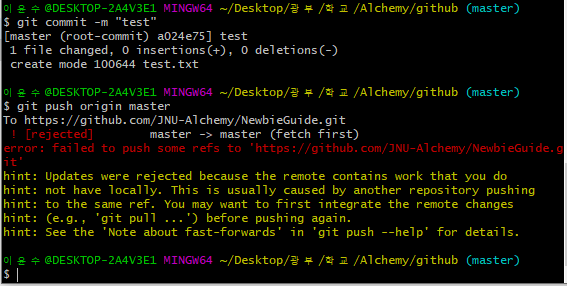 이 윤 수 @DESKTOP-2A4V3E1 MINGW64 ~/Desktop/공 부 /학 교 /Alchemy/github (master)
$ git commit -m "test"
[master (root-commit) a024e75] test
 1 file changed, 0 insertions(+), 0 deletions(-)
 create mode 100644 test.txt
이 윤 수 @DESKTOP-2A4V3E1 MINGW64 ~/Desktop/공 부 /학 교 /Alchemy/github (master)
$ git push origin master
To https://github.com/JNU-Alchemy/NewbieGuide.git
 ! [rejected]        master -> master (fetch first)
error: failed to push some refs to 'https://github.com/JNU-Alchemy/NewbieGuide.g
it'
hint: Updates were rejected because the remote contains work that you do
hint: not have locally. This is usually caused by another repository pushing
hint: to the same ref. You may want to first integrate the remote changes
hint: (e.g., 'git pull ...') before pushing again.
hint: See the 'Note about fast-forwards' in 'git push --help' for details.
이 윤 수 @DESKTOP-2A4V3E1 MINGW64 ~/Desktop/공 부 /학 교 /Alchemy/github (master)
$